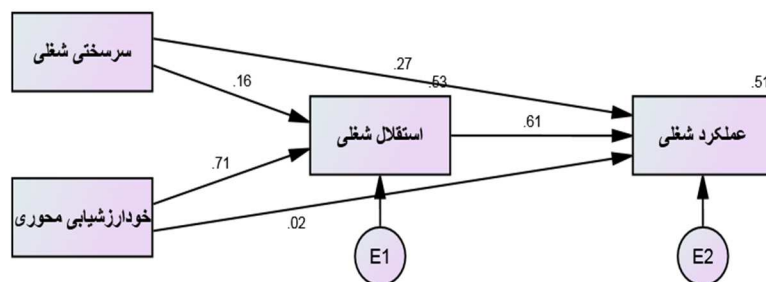 سرسختی شغلی
.27
.53
.51
.16
استقلال شغلی
.61
عملکرد شغلی
.71
خودارزشیابی محوری
.02
E1
E2